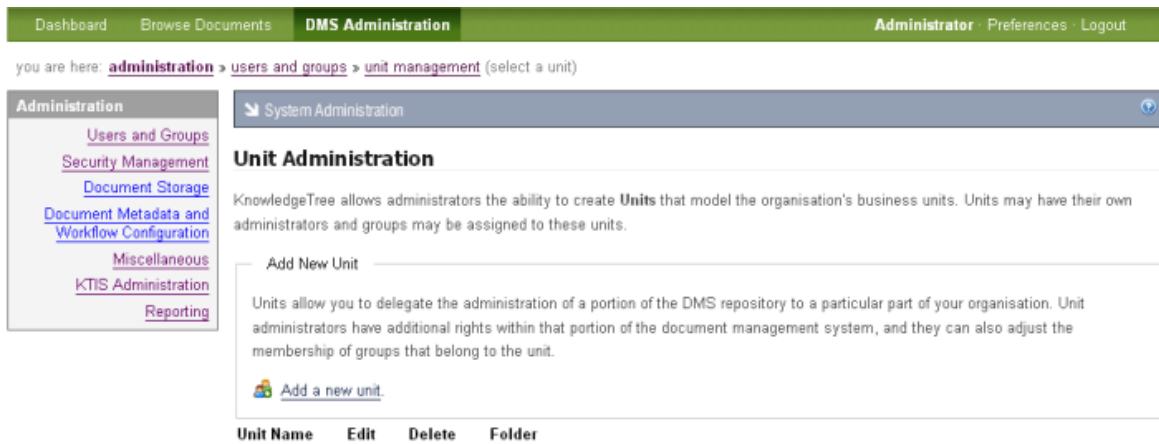 Dashboard Browse Documents DMS Administration Administrator · Preferences · Logout
you are here: administration » users and groups » unit management (select a unit)
Administration
Users and Groups
Security Management
Document Storage
Document Metadata and
Workflow Configuration
Miscellaneous
KTIS Administration
Reporting
System Administration
?
Unit Administration
KnowledgeTree allows administrators the ability to create Units that model the organisation's business units. Units may have their own
administrators and groups may be assigned to these units.
Add New Unit
Units allow you to delegate the administration of a portion of the DMS repository to a particular part of your organisation. Unit
administrators have additional rights within that portion of the document management system, and they can also adjust the
membership of groups that belong to the unit.
Add a new unit.
Unit Name Edit Delete Folder